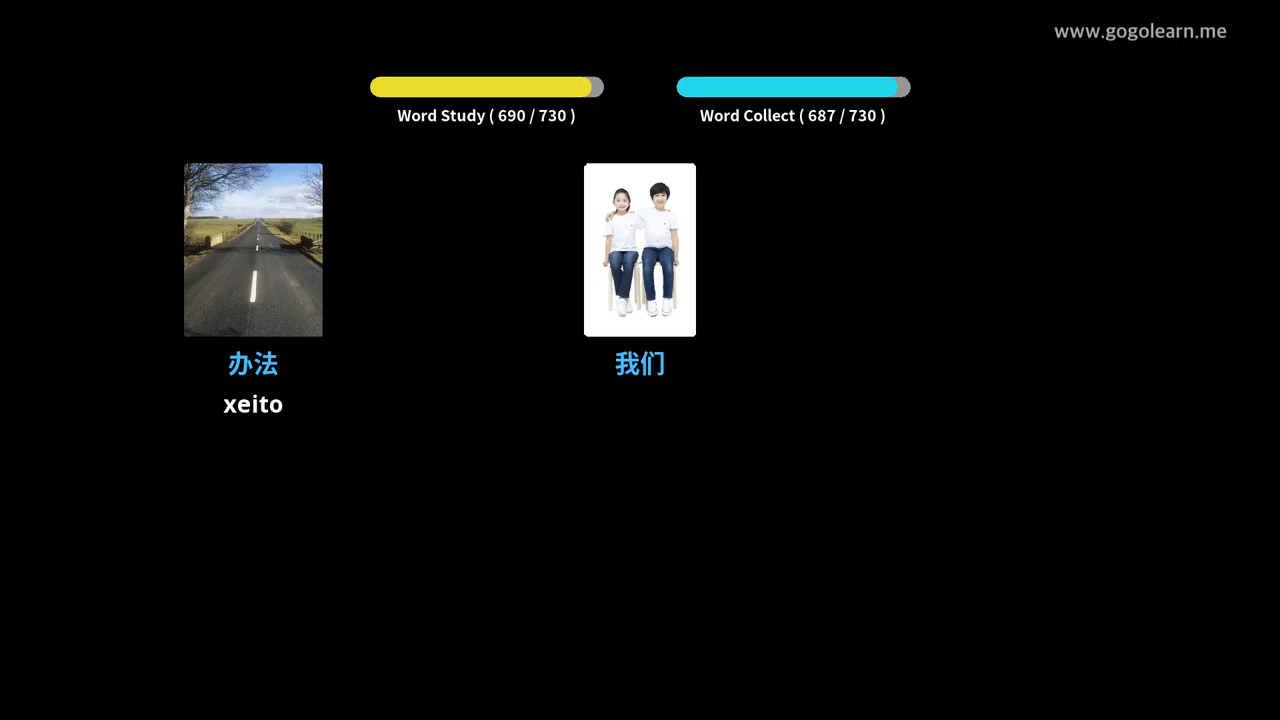 www.gogolearn.me
Word Study ( 690 / 730 )
Word Collect ( 687 / 730 )
办法
我们
xeito